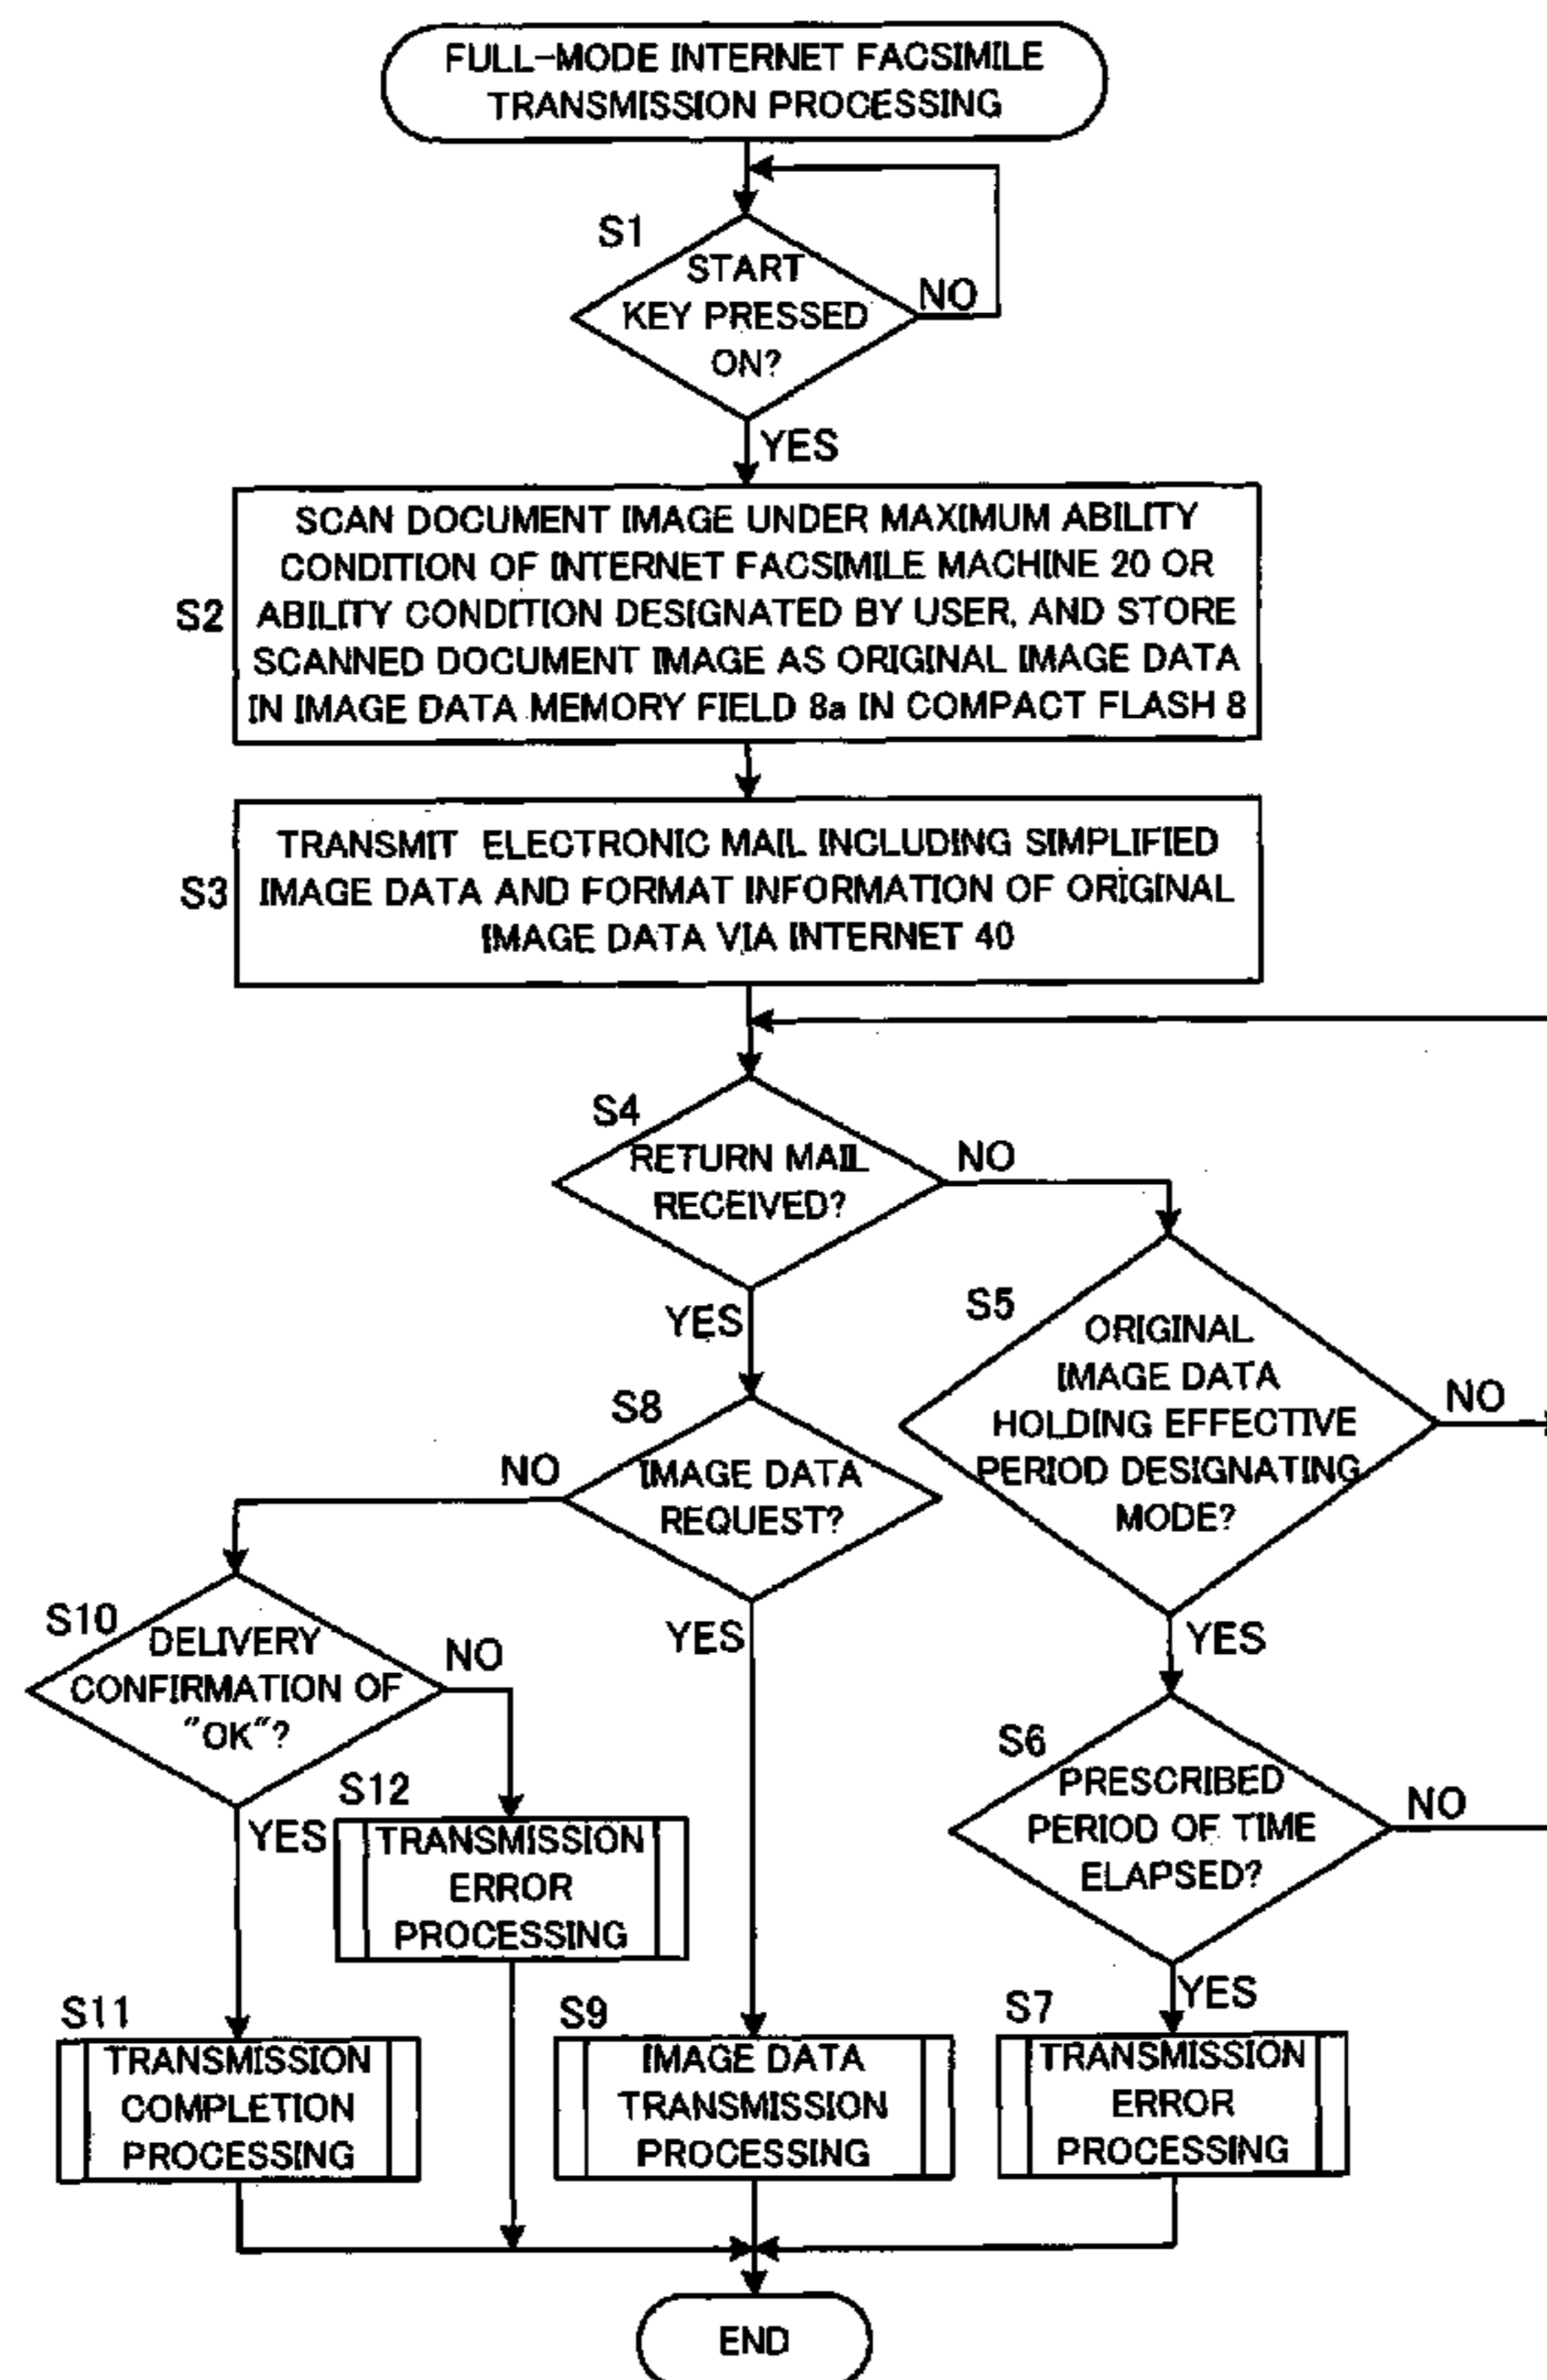 FULL-MODE INTERNET FACSIMILE
TRANSMISSION PROCESSING
S1
START
KEY PRESSED
ON?
NO
YES
S2
SCAN DOCUMENT IMAGE UNDER MAXIMUM ABILITY
CONDITION OF INTERNET FACSIMILE MACHINE 20 OR
ABILITY CONDITION DESIGNATED BY USER, AND STORE
SCANNED DOCUMENT IMAGE AS ORIGINAL IMAGE DATA
IN IMAGE DATA MEMORY FIELD 8a IN COMPACT FLASH 8
S3
TRANSMIT ELECTRONIC MAIL INCLUDING SIMPLIFIED
IMAGE DATA AND FORMAT INFORMATION OF ORIGINAL
IMAGE DATA VIA INTERNET 40
S4
RETURN MAIL
RECEIVED?
NO
YES
S5
ORIGINAL
IMAGE DATA
HOLDING EFFECTIVE
PERIOD DESIGNATING
MODE?
NO
YES
S8
IMAGE DATA
REQUEST?
NO
YES
S10
DELIVERY
CONFIRMATION OF
"OK"?
NO
YES
S6
PRESCRIBED
PERIOD OF TIME
ELAPSED?
NO
YES
S12
TRANSMISSION
ERROR
PROCESSING
S11
TRANSMISSION
COMPLETION
PROCESSING
S9
IMAGE DATA
TRANSMISSION
PROCESSING
S7
TRANSMISSION
ERROR
PROCESSING
END